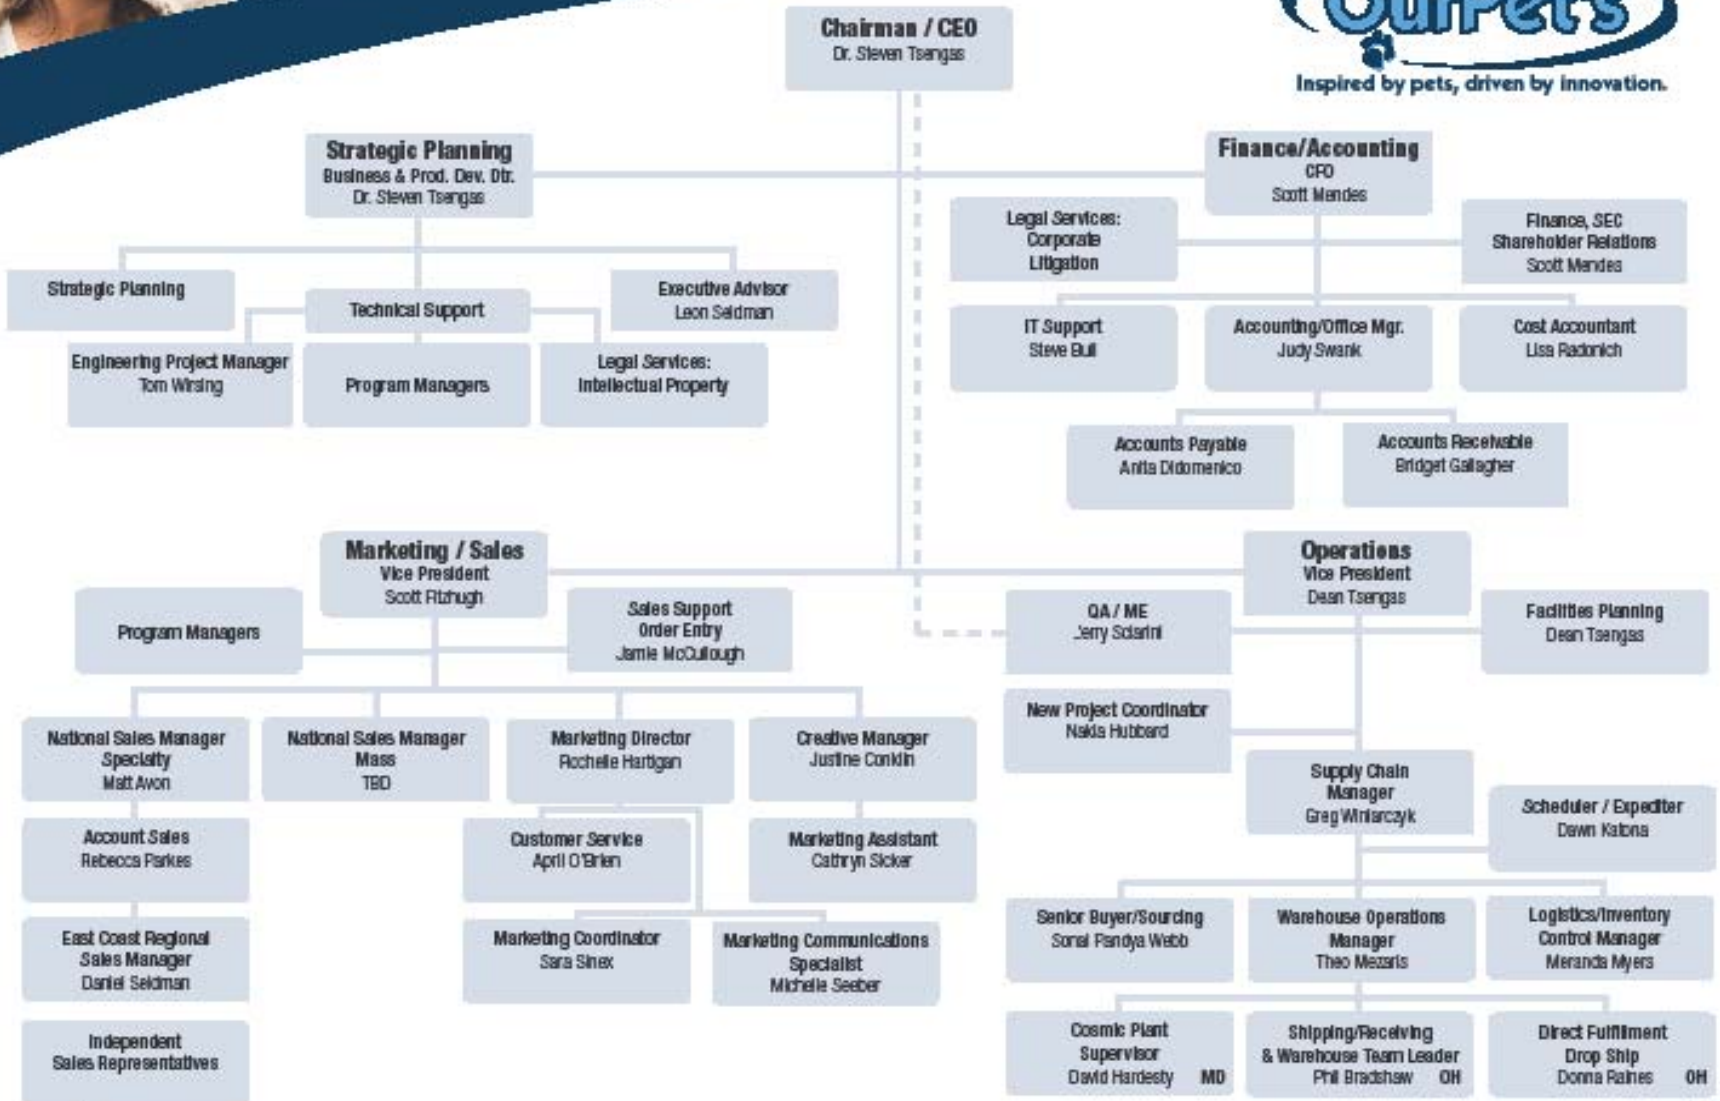 Chairman / CEO
Dr. Steven Tsengas
OurPet's
Inspired by pets, driven by innovation.
Strategic Planning
Business & Prod. Dev. Dtr.
Dr. Steven Tsengas
Finance/Accounting
CFO
Scott Mendes
Legal Services:
Corporate
Litigation
Finance, SEC
Shareholder Relations
Scott Mendes
Strategic Planning
Technical Support
Executive Advisor
Leon Seidman
Engineering Project Manager
Tom Wirsing
Program Managers
Legal Services:
Intellectual Property
IT Support
Steve Bull
Accounting/Office Mgr.
Judy Swank
Cost Accountant
Lisa Radonich
Accounts Payable
Anita Didomenico
Accounts Receivable
Bridget Gallagher
Marketing / Sales
Vice President
Scott Fitzhugh
Operations
Vice President
Dean Tsengas
Program Managers
Sales Support
Order Entry
Jamie McCullough
QA / ME
Jerry Sciarini
Facilities Planning
Dean Tsengas
New Project Coordinator
Nakia Hubbard
National Sales Manager
Specialty
Matt Avon
National Sales Manager
Mass
TBD
Marketing Director
Rochelle Hartigan
Creative Manager
Justine Conklin
Supply Chain
Manager
Greg Winiarczyk
Scheduler / Expediter
Dawn Katona
Account Sales
Rebecca Parkes
Customer Service
April O'Brien
Marketing Assistant
Cathryn Sicker
East Coast Regional
Sales Manager
Daniel Seidman
Marketing Coordinator
Sara Sinex
Marketing Communications
Specialist
Michelle Seeber
Senior Buyer/Sourcing
Sonal Pandya Webb
Warehouse Operations
Manager
Theo Mezaris
Logistics/Inventory
Control Manager
Meranda Myers
Independent
Sales Representatives
Cosmic Plant
Supervisor
David Hardesty MD
Shipping/Receiving
& Warehouse Team Leader
Phil Bradshaw OH
Direct Fulfillment
Drop Ship
Donna Raines OH